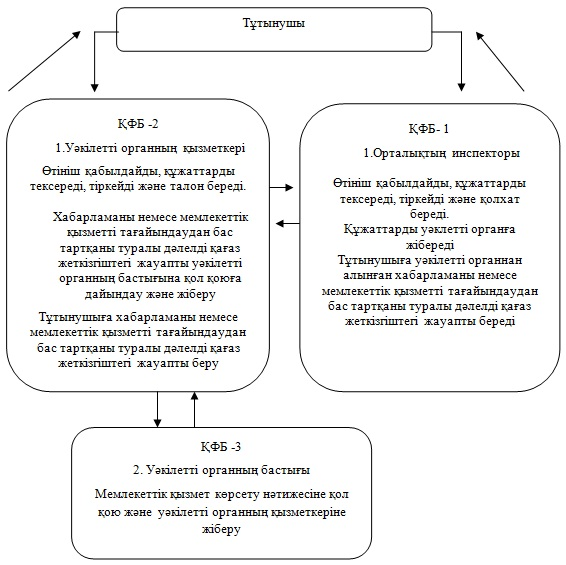 Тұтынушы
ҚФБ -2
1.Уәкілетті органның қызметкері
Өтініш қабылдайды, құжаттарды
тексереді, тіркейді және талон береді.
Хабарламаны немесе мемлекеттік
қызметті тағайындаудан бас
тартқаны туралы дәлелді қағаз
жеткізгіштегі жауапты уәкілетті
органның бастығына қол қоюға
дайындау және жіберу
Тұтынушыға хабарламаны немесе
мемлекеттік қызметті тағайындаудан
бас тартқаны туралы дәлелді қағаз
жеткізгіштегі жауапты беру
ҚФБ- 1
1.Орталықтың инспекторы
Өтініш қабылдайды, құжаттарды
тексереді, тіркейді және қолхат
береді.
Құжаттарды уәклетті органға
жібереді
Тұтынушыға уәкілетті органнан
алынған хабарламаны немесе
мемлекеттік қызметті тағайындаудан
бас тартқаны туралы дәлелді қағаз
жеткізгіштегі жауапты береді
ҚФБ -3
2. Уәкілетті органның бастығы
Мемлекеттік қызмет көрсету нәтижесіне қол
қою және уәкілетті органның қызметкеріне
жіберу